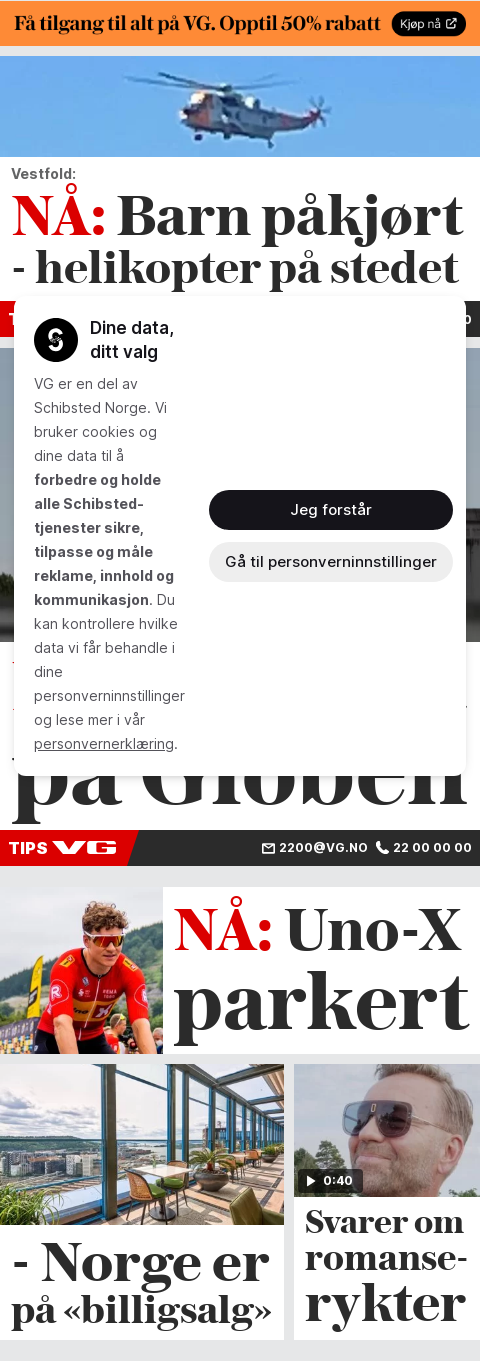 Få tilgang til alt på VG. Opptil 50% rabatt
Kjøp nå
Vestfold:
NÅ: Barn påkjørt
- helikopter på stedet
Dine data,
ditt valg
VG er en del av
Schibsted Norge. Vi
bruker cookies og
dine data til å
forbedre og holde
alle Schibsted-
tjenester sikre,
tilpasse og måle
reklame, innhold og
kommunikasjon. Du
kan kontrollere hvilke
data vi får behandle i
dine
personverninnstillinger
og lese mer i vår
personvernerklæring.
Jeg forstår
Gå til personverninnstillinger
på Globen
TIPS VG
2200@VG.NO
22 00 00 00
NÅ: Uno-X
parkert
0:40
- Norge er
på «billigsalg»
Svarer om
romanse-
rykter